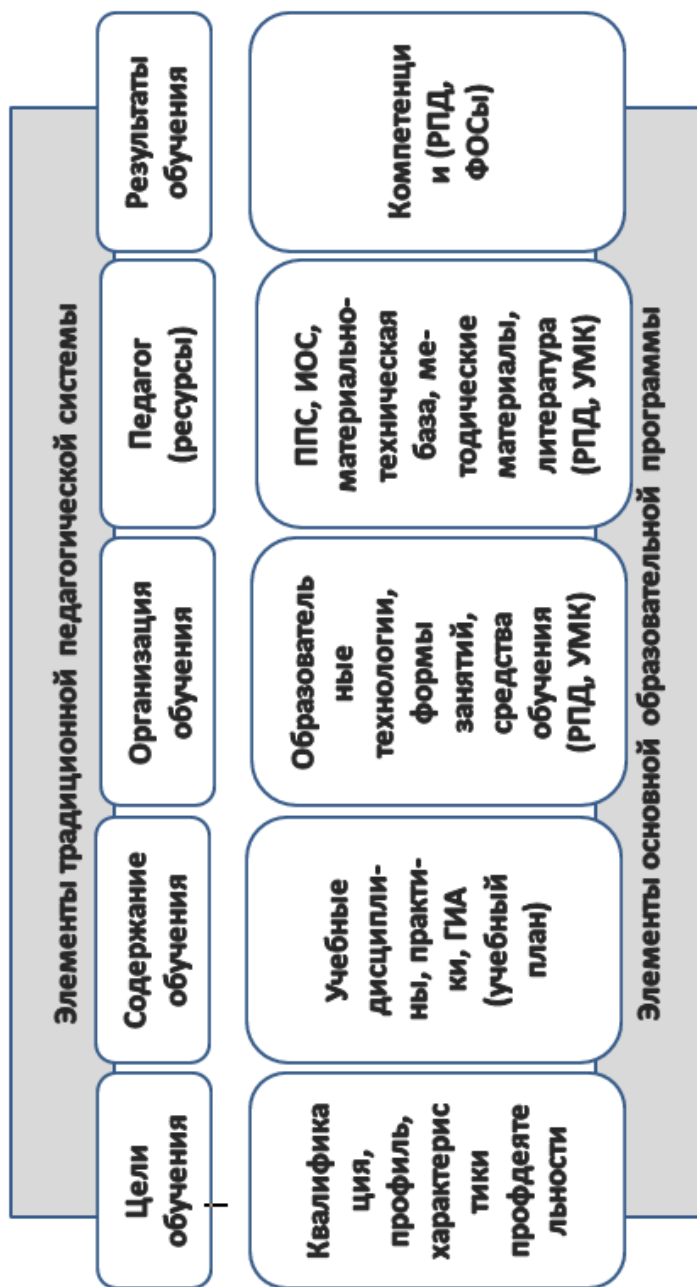 Элементы традиционной педагогической системы
Цели
обучения
Содержание
обучения
Организация
обучения
Педагог
(ресурсы)
Результаты
обучения
Квалифика
ция,
профиль,
характерис
тики
профдеяте
льности
Учебные
дисципли-
ны, практи-
ки, ГИА
(учебный
план)
Образователь
ные
технологии,
формы
занятий,
средства
обучения
(РПД, УМК)
ППС, ИОС,
материально-
техническая
база, ме-
тодические
материалы,
литература
(РПД, УМК)
Компетенци
и (РПД,
ФОСы)
Элементы основной образовательной программы